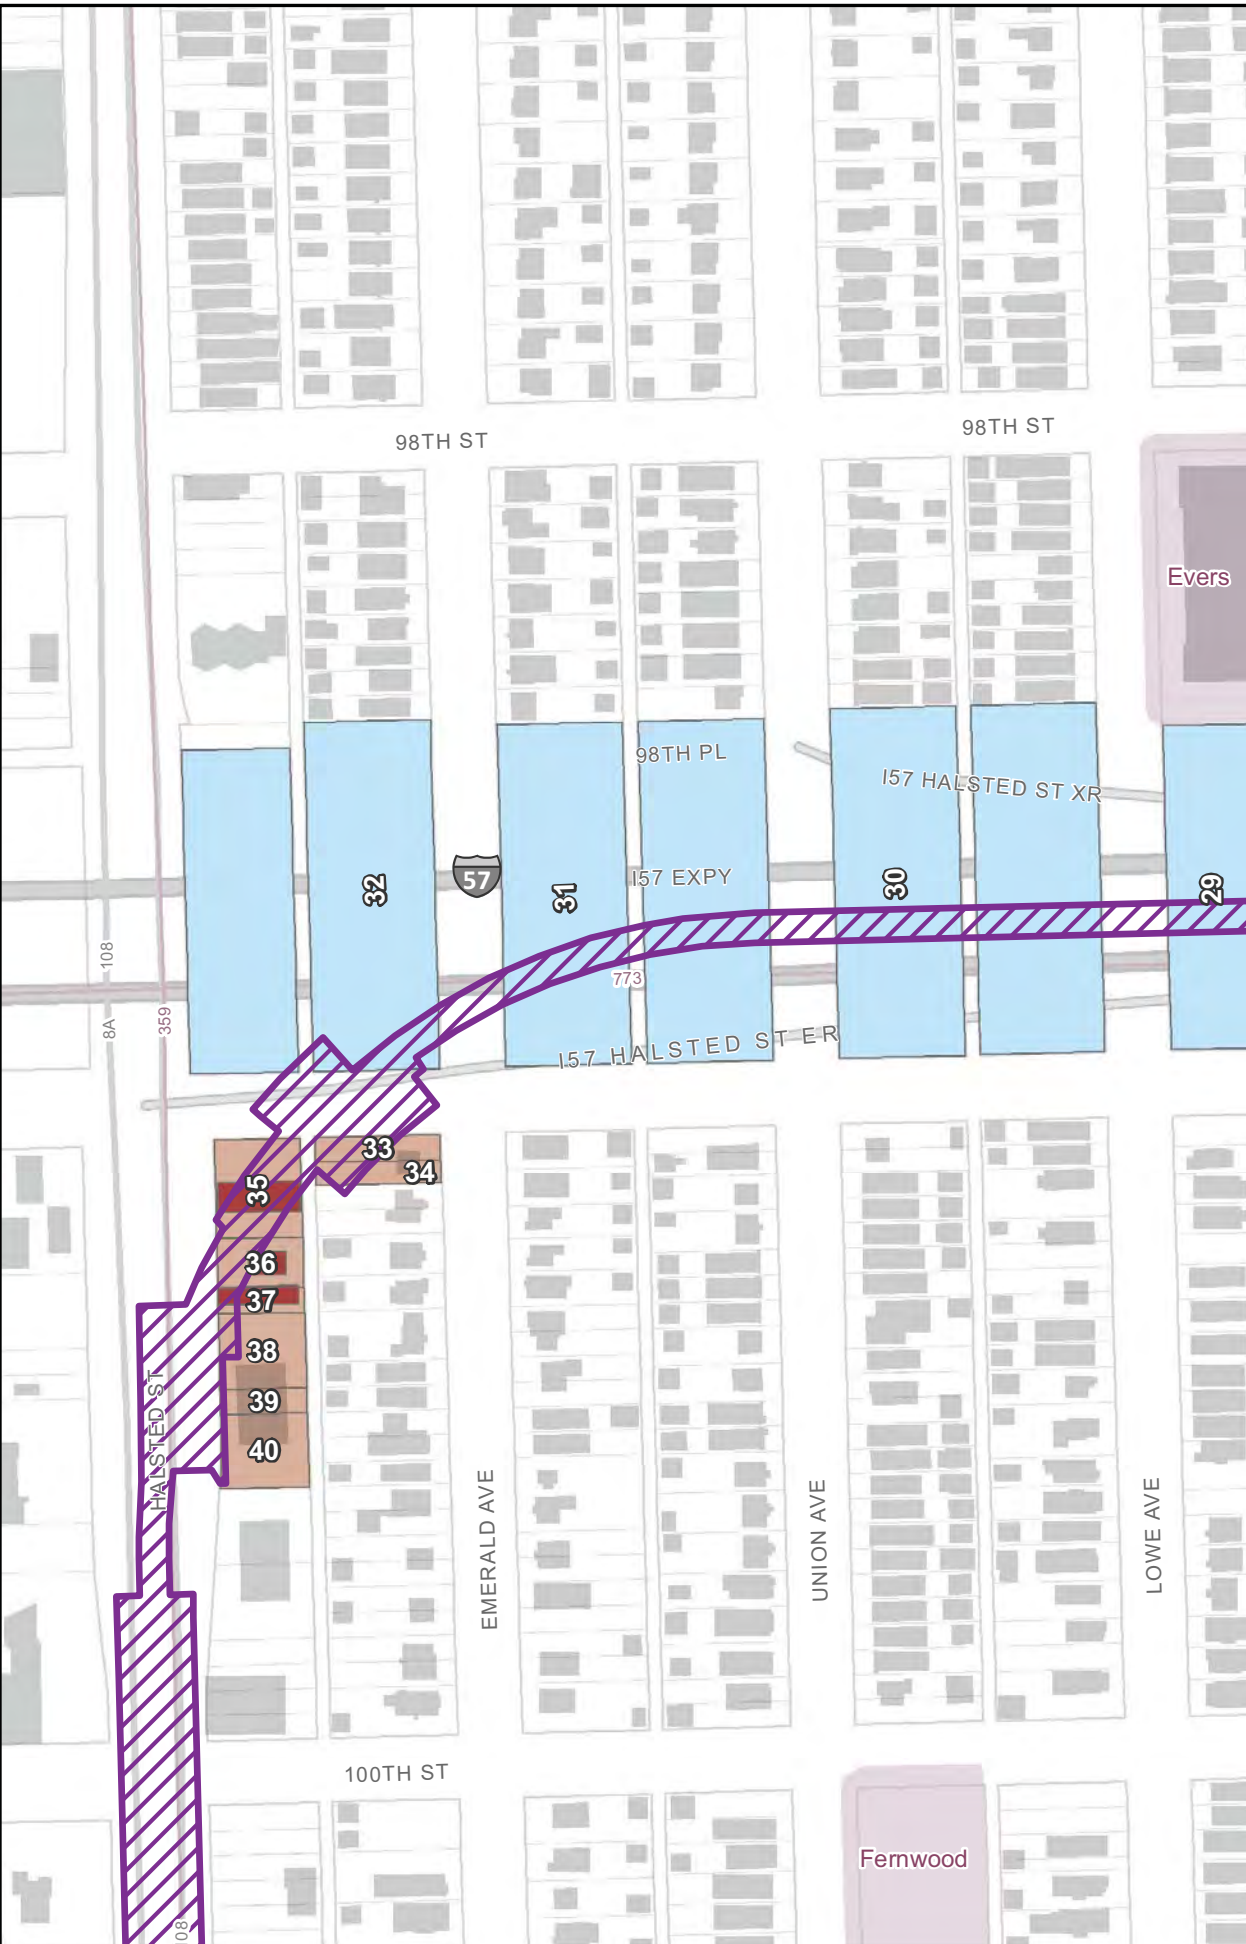 98TH ST
98TH ST
Evers
98TH PL
I57 HALSTED ST XR
32
57
31
I57 EXPY
30
29
108
773
359
8A
I57 HALSTED ST ER
33
34
35
36
37
38
39
40
HALSTED ST
EMERALD AVE
UNION AVE
LOWE AVE
100TH ST
Fernwood
08